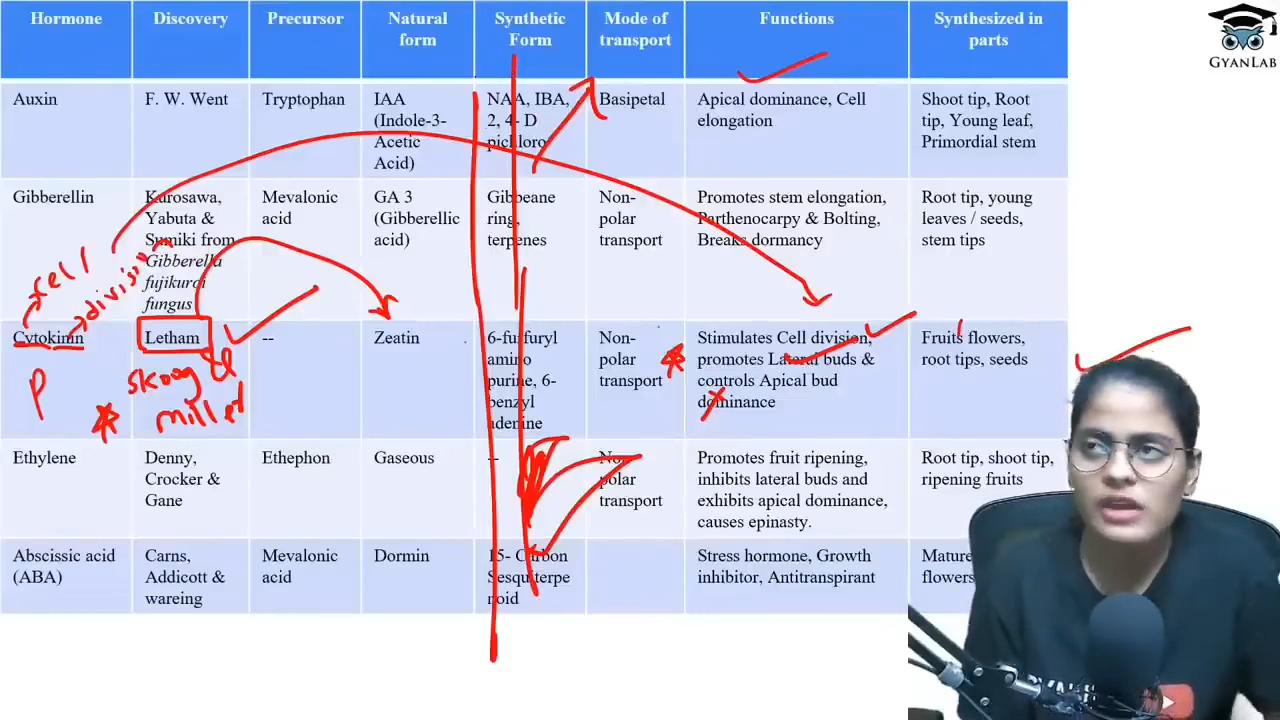 Hormone
Discovery
Precursor
Natural
form
Synthetic
Form
Mode of
transport
Functions
Synthesized in
parts
GYANLAB
Auxin
F. W. Went
Tryptophan
IAA
(Indole-3-
Acetic
Acid)
NAA, IBA,
2, 4- D
pichloro
Basipetal
Apical dominance, Cell
elongation
Shoot tip, Root
tip, Young leaf,
Primordial stem
Gibberellin
Kurosawa,
Yabuta &
Sumiki from
Gibberella
fujikuroi
fungus
Mevalonic
acid
GA 3
(Gibberellic
acid)
Gibbeane
ring,
terpenes
Non-
polar
transport
Promotes stem elongation,
Parthenocarpy & Bolting,
Breaks dormancy
Root tip, young
leaves / seeds,
stem tips
cell
division
Cytokinin
P
Letham
&
skoog
miller
--
Zeatin
6-fusfuryl
amino
purine, 6-
benzyl
adenine
Non-
polar
transport
Stimulates Cell division,
promotes Lateral buds &
controls Apical bud
dominance
Fruits flowers,
root tips, seeds
Ethylene
Denny,
Crocker &
Gane
Ethephon
Gaseous
--
Non-
polar
transport
Promotes fruit ripening,
inhibits lateral buds and
exhibits apical dominance,
causes epinasty.
Root tip, shoot tip,
ripening fruits
Abscissic acid
(ABA)
Carns,
Addicott &
wareing
Mevalonic
acid
Dormin
15- Carbon
Sesquiterpe
noid
Stress hormone, Growth
inhibitor, Antitranspirant
Mature
flowers